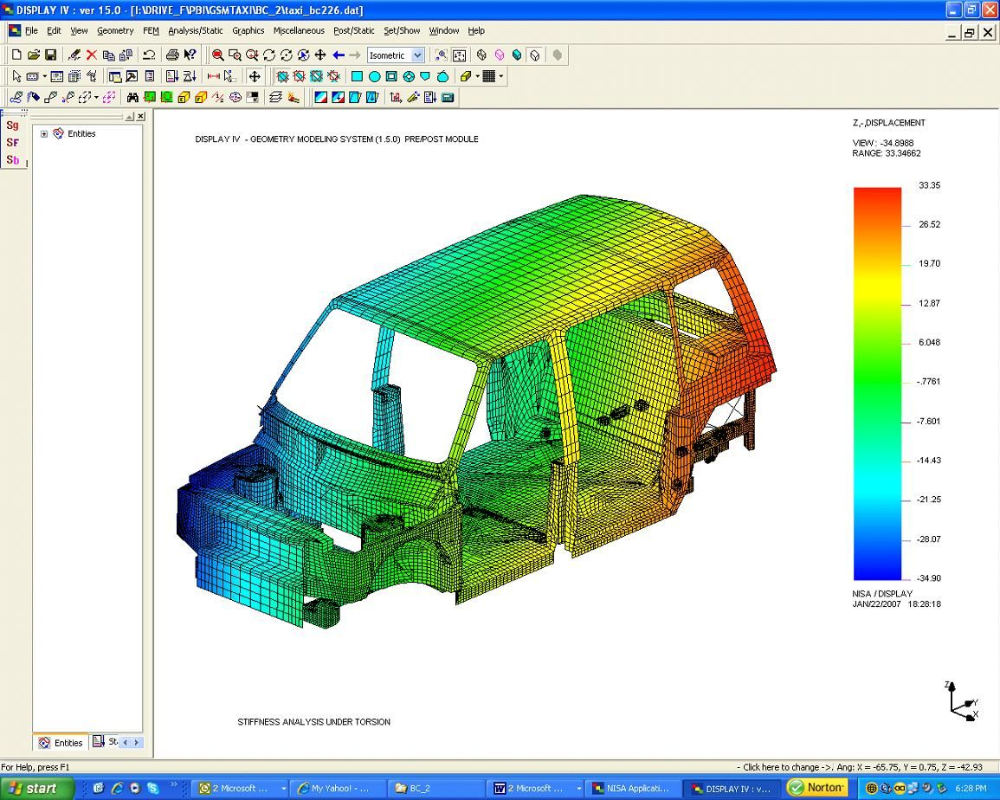 DISPLAY IV : ver 15.0 - [I:\DRIVE_F\PBI\GSMTAXI\BC_2\taxi_bc226.dat]
File Edit View Geometry FEM Analysis/Static Graphics Miscellaneous Post/Static Set/Show Window Help
Isometric
Sg
SF
Sb
Entities
DISPLAY IV - GEOMETRY MODELING SYSTEM (1.5.0) PRE/POST MODULE
Z,-,DISPLACEMENT
VIEW : -34.8988
RANGE: 33.34662
33.35
26.52
19.70
12.87
6.048
-.7761
-7.601
-14.43
-21.25
-28.07
-34.90
NISA / DISPLAY
JAN/22/2007 18:28:18
Z
Y
X
STIFFNESS ANALYSIS UNDER TORSION
Entities St
For Help, press F1
- Click here to change ->. Ang: X = -65.75, Y = 0.75, Z = -42.93
start
2 Microsoft ... My Yahoo! - ... BC_2 2 Microsoft ... NISA Applicati... DISPLAY IV : v... Norton 6:28 PM